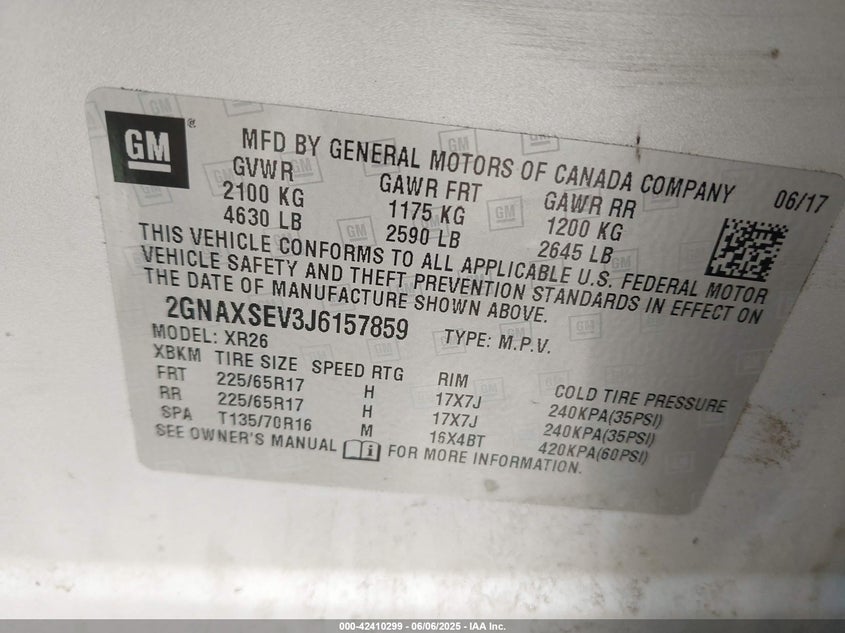 GM ®
MFD BY GENERAL MOTORS OF CANADA COMPANY 06/17
GVWR GAWR FRT GAWR RR
2100 KG 1175 KG 1200 KG
4630 LB 2590 LB 2645 LB
THIS VEHICLE CONFORMS TO ALL APPLICABLE U.S. FEDERAL MOTOR
VEHICLE SAFETY AND THEFT PREVENTION STANDARDS IN EFFECT ON
THE DATE OF MANUFACTURE SHOWN ABOVE.
2GNAXSEV3J6157859 TYPE: M.P.V.
MODEL: XR26
XBKM TIRE SIZE SPEED RTG RIM COLD TIRE PRESSURE
FRT 225/65R17 H 17X7J 240KPA(35PSI)
RR 225/65R17 H 17X7J 240KPA(35PSI)
SPA T135/70R16 M 16X4BT 420KPA(60PSI)
SEE OWNER'S MANUAL i FOR MORE INFORMATION.
000-42410299 - 06/06/2025 - IAA Inc.